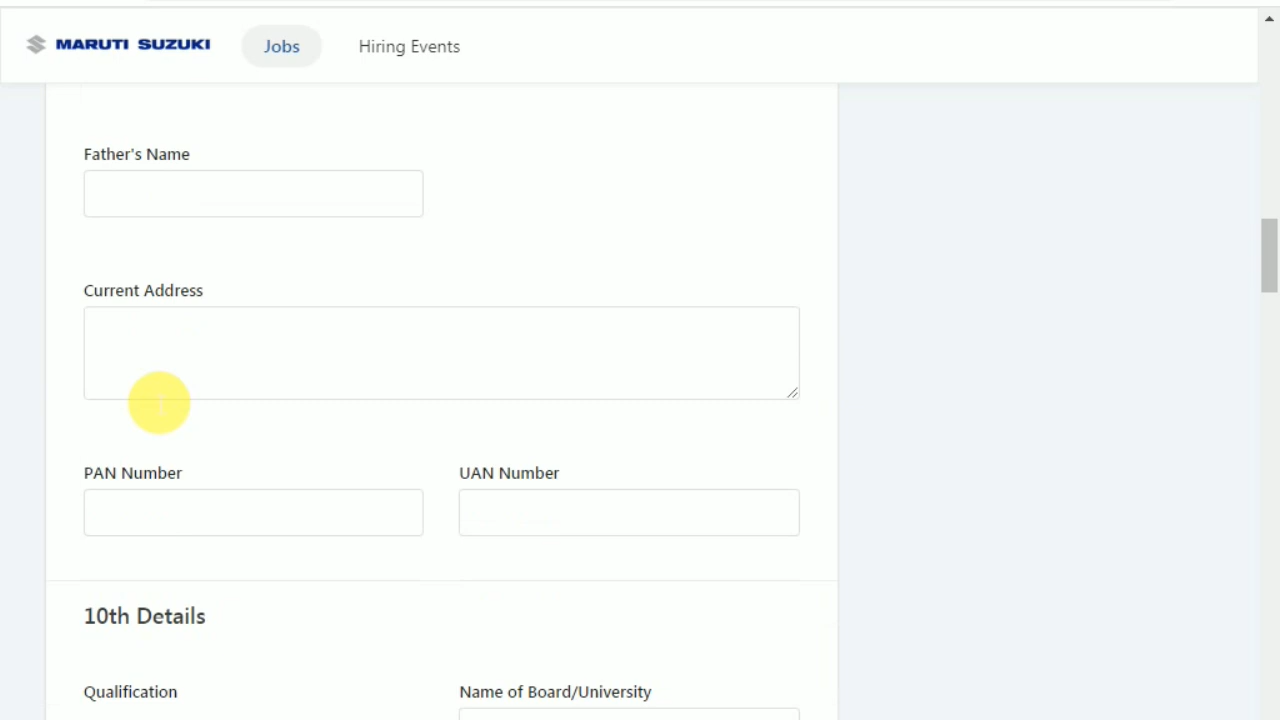 MARUTI SUZUKI Jobs Hiring Events
Father's Name
Current Address
PAN Number UAN Number
10th Details
Qualification Name of Board/University